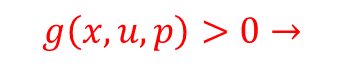 g(x, u, p) > 0 →